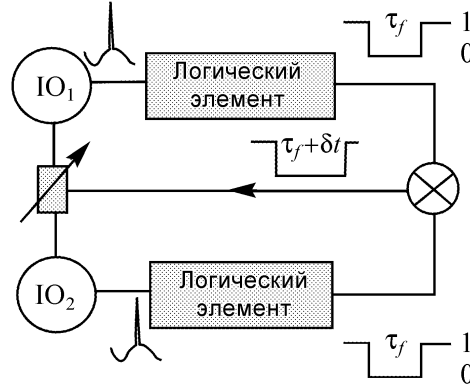 τf
1
0
IO1
Логический
элемент
τf+δt
IO2
Логический
элемент
τf
1
0